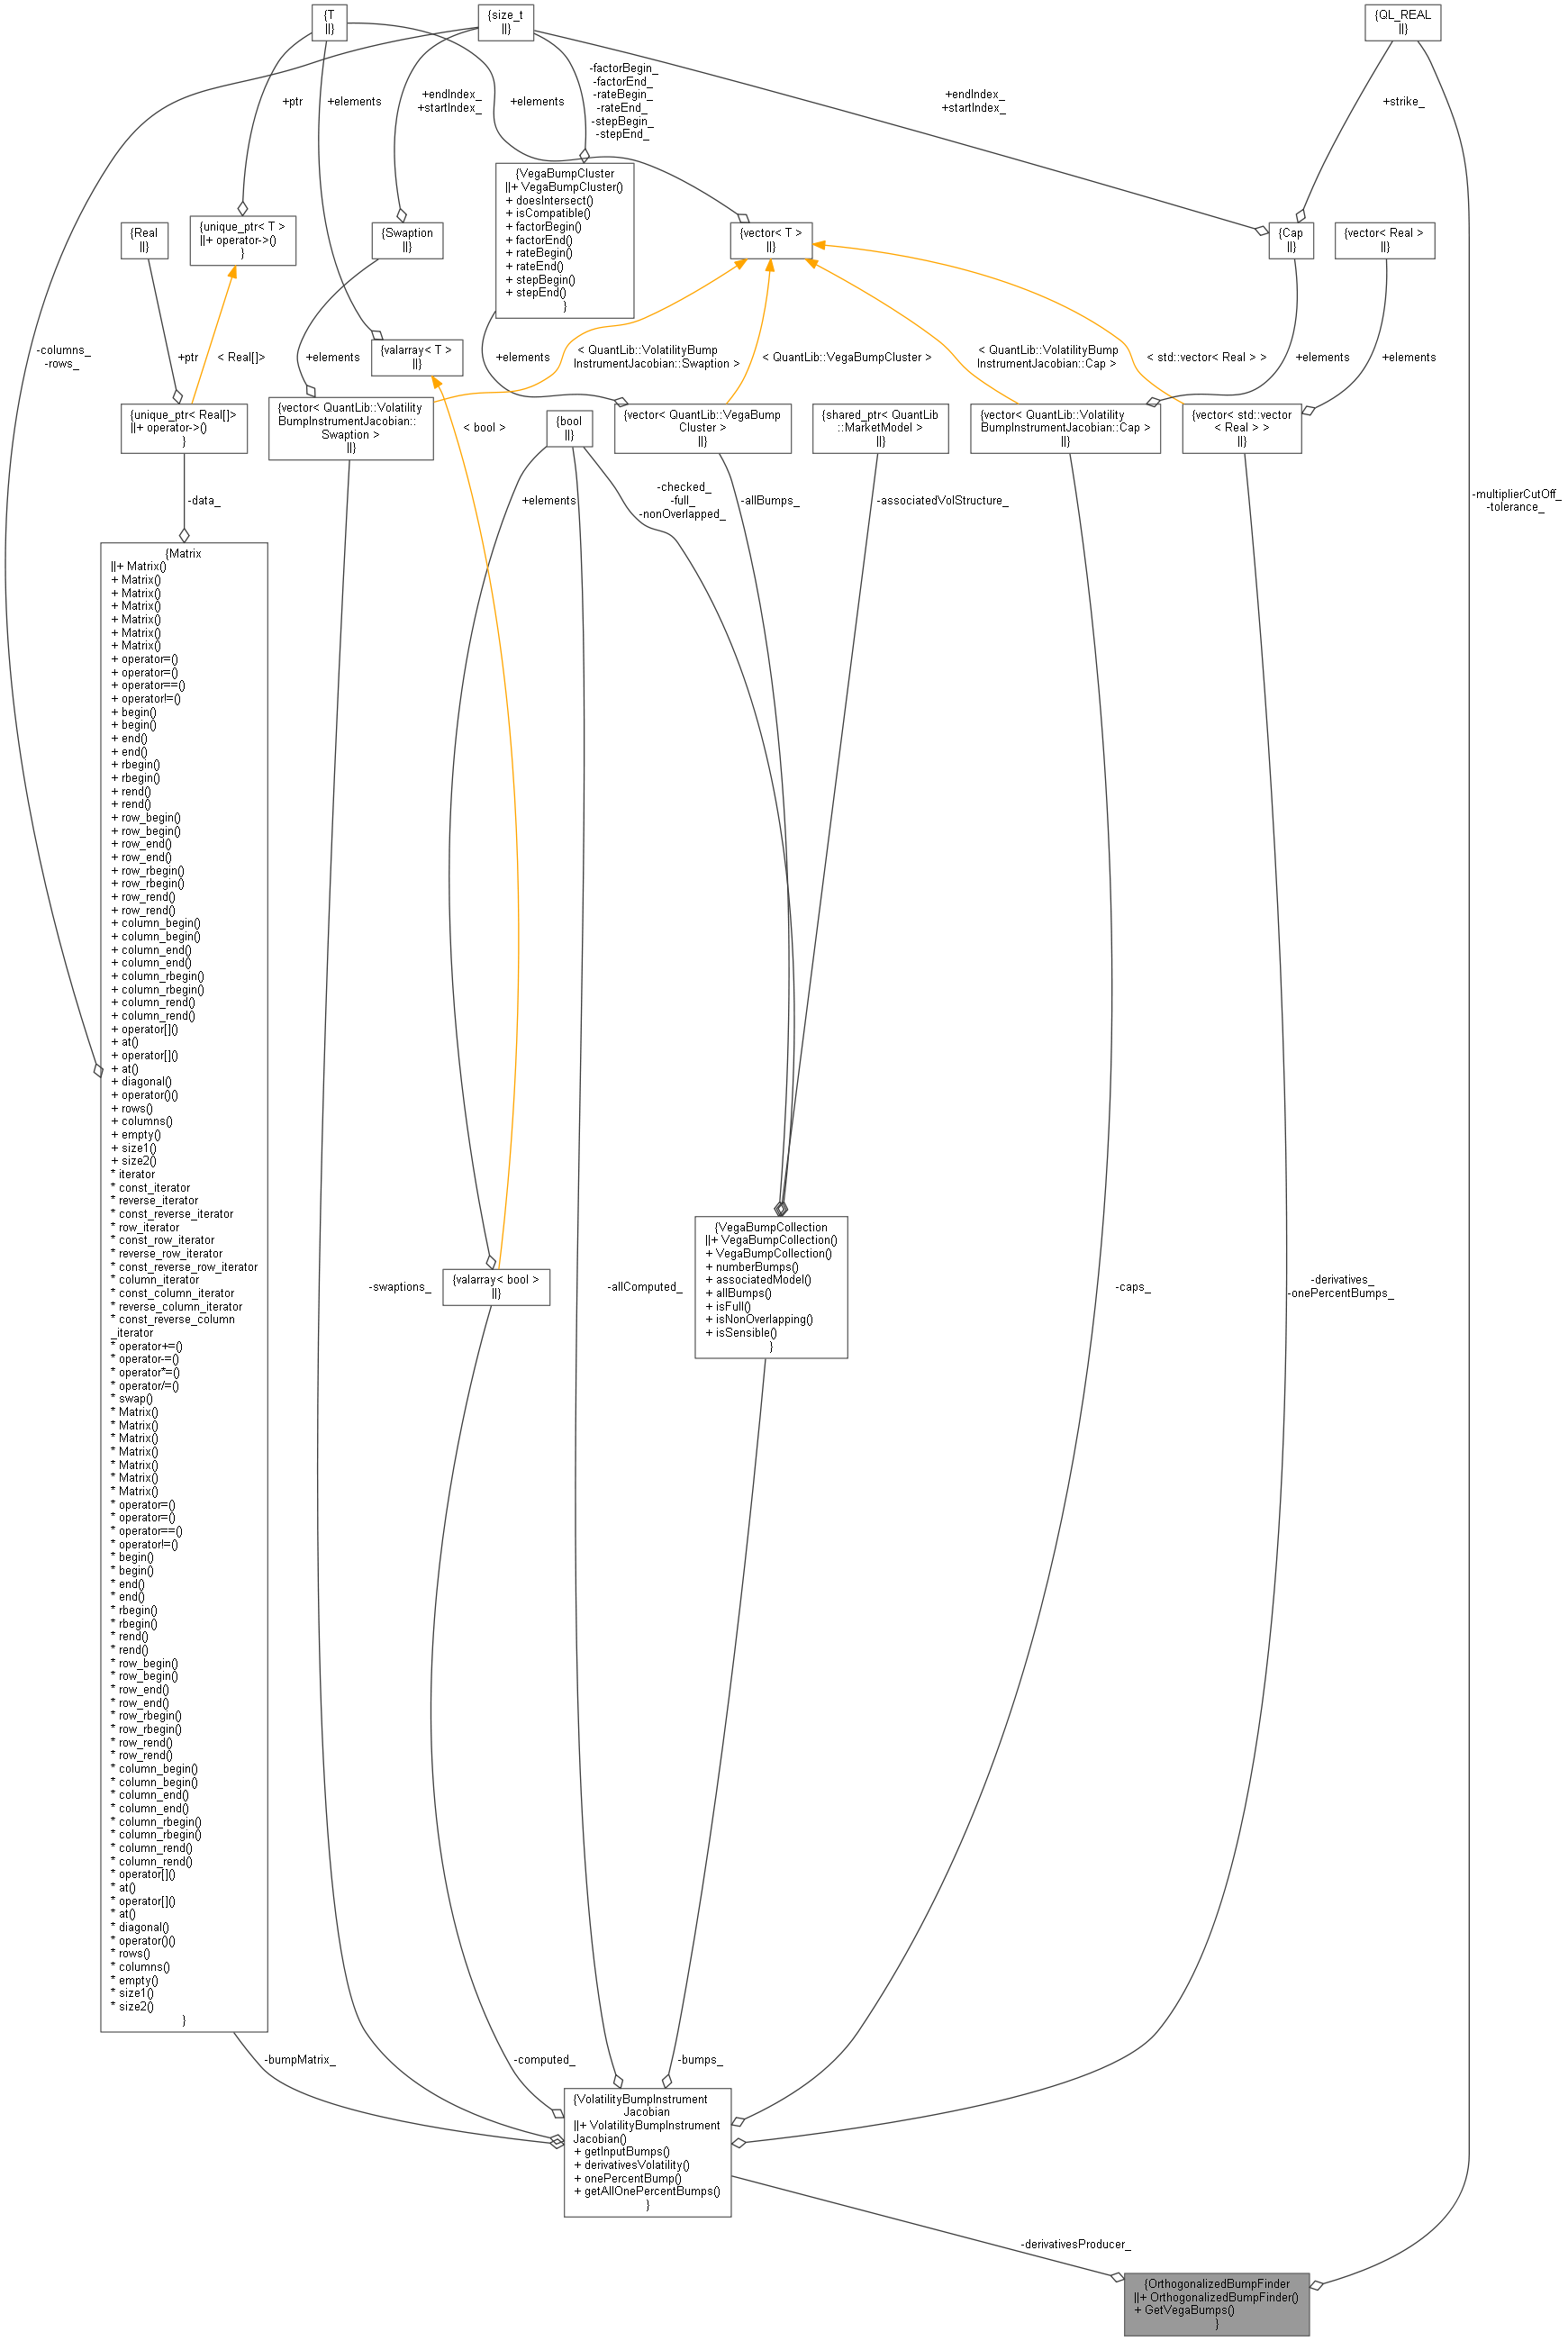 {T
||}
{size_t
||}
{QL_REAL
||}
+ptr
+elements
+endIndex_
+startIndex_
+elements
-factorBegin_
-factorEnd_
-rateBegin_
-rateEnd_
-stepBegin_
-stepEnd_
+endIndex_
+startIndex_
+strike_
{VegaBumpCluster
||+ VegaBumpCluster()
+ doesIntersect()
+ isCompatible()
+ factorBegin()
+ factorEnd()
+ rateBegin()
+ rateEnd()
+ stepBegin()
+ stepEnd()
}
{Real
||}
{unique_ptr< T >
||+ operator->()
}
{Swaption
||}
{vector< T >
||}
{Cap
||}
{vector< Real >
||}
{valarray< T >
||}
-columns_
-rows_
+ptr
< Real[]>
+elements
< QuantLib::VolatilityBump
InstrumentJacobian::Swaption >
+elements
< QuantLib::VegaBumpCluster >
< QuantLib::VolatilityBump
InstrumentJacobian::Cap >
< std::vector< Real > >
+elements
+elements
{unique_ptr< Real[]>
||+ operator->()
}
{vector< QuantLib::Volatility
BumpInstrumentJacobian::
Swaption >
||}
< bool >
{bool
||}
{vector< QuantLib::VegaBump
Cluster >
||}
{shared_ptr< QuantLib
::MarketModel >
||}
{vector< QuantLib::Volatility
BumpInstrumentJacobian::Cap >
||}
{vector< std::vector
< Real > >
||}
-data_
+elements
-checked_
-full_
-nonOverlapped_
-allBumps_
-associatedVolStructure_
-multiplierCutOff_
-tolerance_
{Matrix
||+ Matrix()
+ Matrix()
+ Matrix()
+ Matrix()
+ Matrix()
+ Matrix()
+ Matrix()
+ operator=()
+ operator=()
+ operator==()
+ operator!=()
+ begin()
+ begin()
+ end()
+ end()
+ rbegin()
+ rbegin()
+ rend()
+ rend()
+ row_begin()
+ row_begin()
+ row_end()
+ row_end()
+ row_rbegin()
+ row_rbegin()
+ row_rend()
+ row_rend()
+ column_begin()
+ column_begin()
+ column_end()
+ column_end()
+ column_rbegin()
+ column_rbegin()
+ column_rend()
+ column_rend()
+ operator[]()
+ at()
+ operator[]()
+ at()
+ diagonal()
+ operator()()
+ rows()
+ columns()
+ empty()
+ size1()
+ size2()
* iterator
* const_iterator
* reverse_iterator
* const_reverse_iterator
* row_iterator
* const_row_iterator
* reverse_row_iterator
* const_reverse_row_iterator
* column_iterator
* const_column_iterator
* reverse_column_iterator
* const_reverse_column
_iterator
* operator+=()
* operator-=()
* operator*=()
* operator/=()
* swap()
* Matrix()
* Matrix()
* Matrix()
* Matrix()
* Matrix()
* Matrix()
* Matrix()
* operator=()
* operator=()
* operator==()
* operator!=()
* begin()
* begin()
* end()
* end()
* rbegin()
* rbegin()
* rend()
* rend()
* row_begin()
* row_begin()
* row_end()
* row_end()
* row_rbegin()
* row_rbegin()
* row_rend()
* row_rend()
* column_begin()
* column_begin()
* column_end()
* column_end()
* column_rbegin()
* column_rbegin()
* column_rend()
* column_rend()
* operator[]()
* at()
* operator[]()
* at()
* diagonal()
* operator()()
* rows()
* columns()
* empty()
* size1()
* size2()
}
{VegaBumpCollection
||+ VegaBumpCollection()
+ VegaBumpCollection()
+ numberBumps()
+ associatedModel()
+ allBumps()
+ isFull()
+ isNonOverlapping()
+ isSensible()
}
-swaptions_
{valarray< bool >
||}
-allComputed_
-caps_
-derivatives_
-onePercentBumps_
-bumpMatrix_
-computed_
-bumps_
{VolatilityBumpInstrument
Jacobian
||+ VolatilityBumpInstrument
Jacobian()
+ getInputBumps()
+ derivativesVolatility()
+ onePercentBump()
+ getAllOnePercentBumps()
}
-derivativesProducer_
{OrthogonalizedBumpFinder
||+ OrthogonalizedBumpFinder()
+ GetVegaBumps()
}